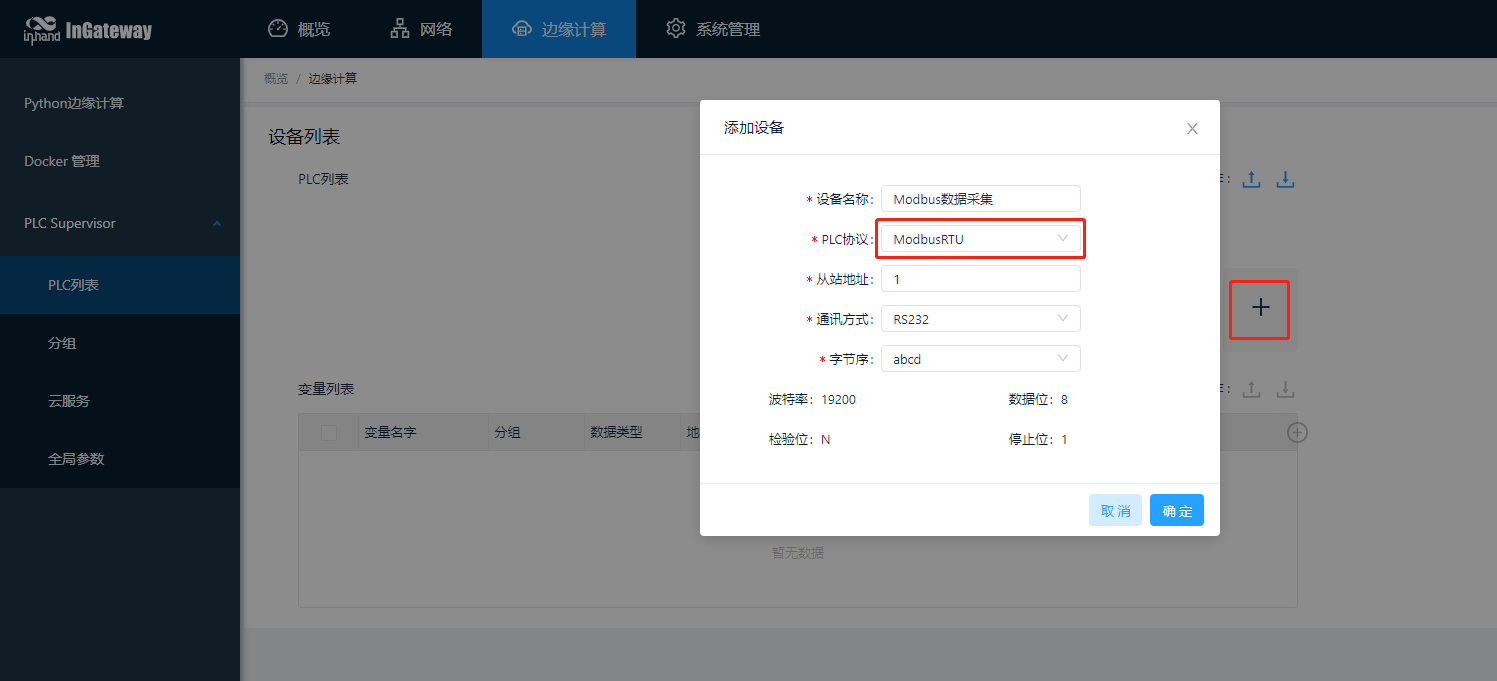 inhand InGateway
概览
网络
边缘计算
系统管理
Python边缘计算
Docker 管理
PLC Supervisor
PLC列表
分组
云服务
全局参数
概览 / 边缘计算
设备列表
PLC列表
添加设备
* 设备名称: Modbus数据采集
* PLC协议: ModbusRTU
* 从站地址: 1
* 通讯方式: RS232
* 字节序: abcd
波特率: 19200 数据位: 8
检验位: N 停止位: 1
取消 确定
变量列表
变量名字 分组 数据类型 地
暂无数据